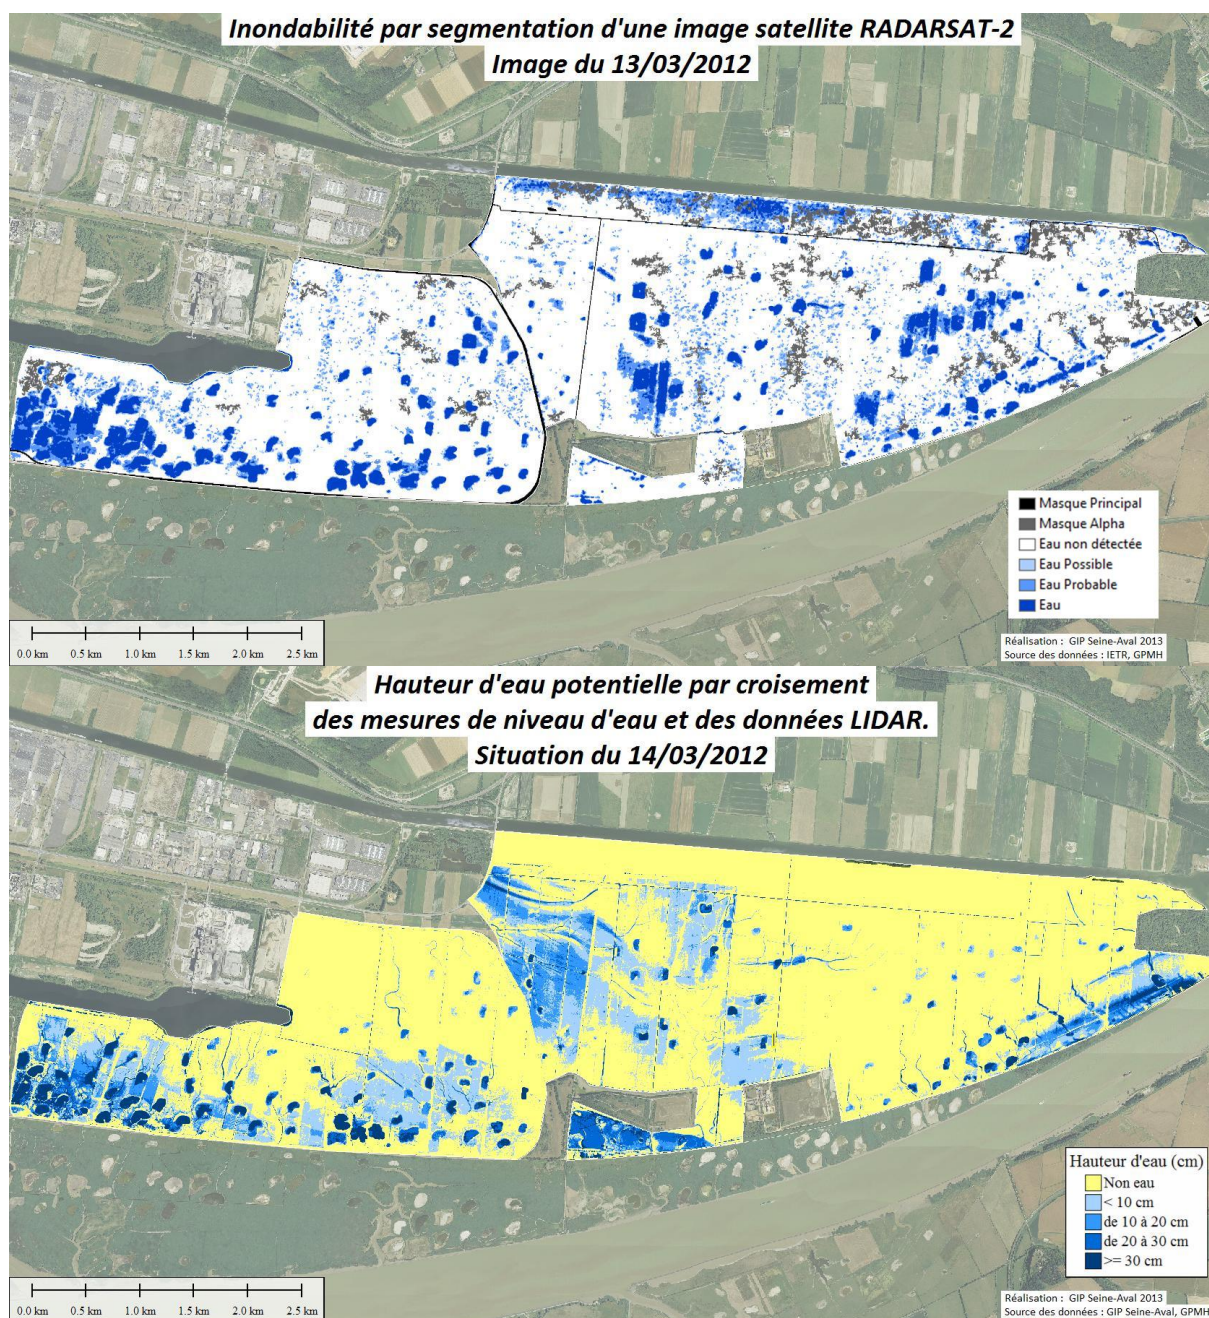 Inondabilité par segmentation d'une image satellite RADARSAT-2
Image du 13/03/2012
Masque Principal
Masque Alpha
Eau non détectée
Eau Possible
Eau Probable
Eau
0.0 km 0.5 km 1.0 km 1.5 km 2.0 km 2.5 km
Réalisation : GIP Seine-Aval 2013
Source des données : IETR, GPMH
Hauteur d'eau potentielle par croisement
des mesures de niveau d'eau et des données LIDAR.
Situation du 14/03/2012
Hauteur d'eau (cm)
Non eau
< 10 cm
de 10 à 20 cm
de 20 à 30 cm
>= 30 cm
0.0 km 0.5 km 1.0 km 1.5 km 2.0 km 2.5 km
Réalisation : GIP Seine-Aval 2013
Source des données : GIP Seine-Aval, GPMH